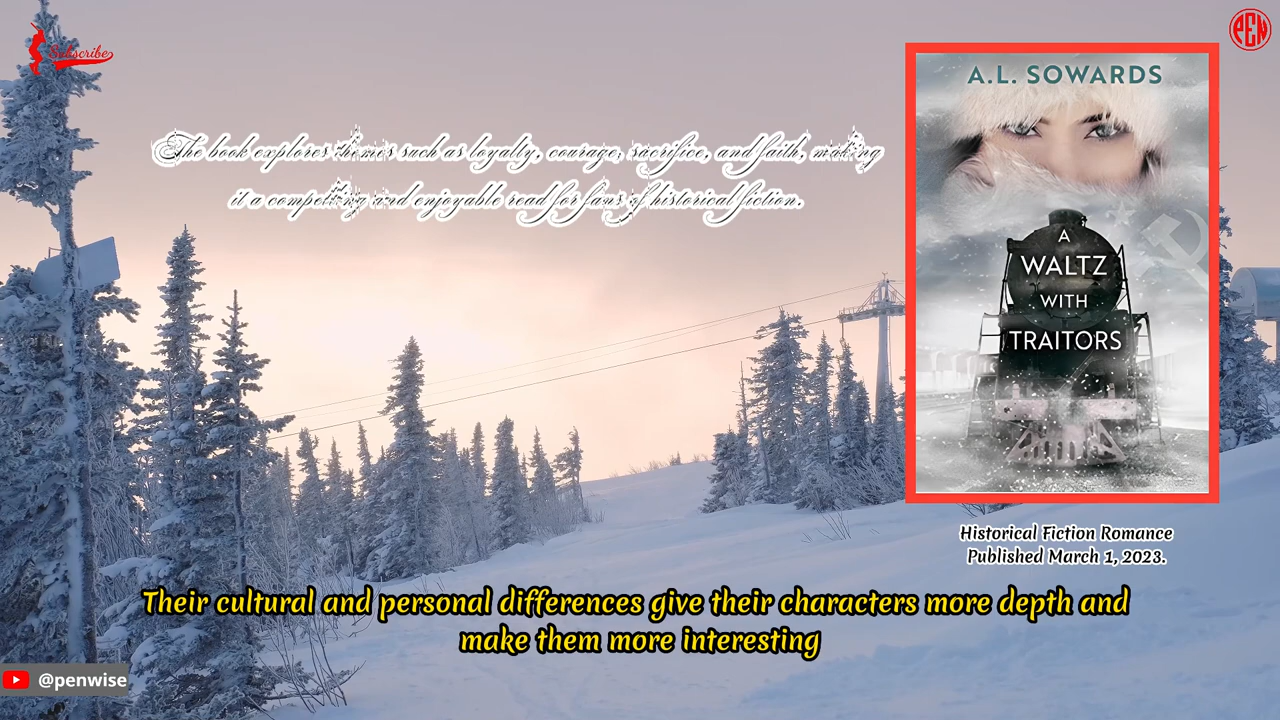 Subscribe
PEN
A.L. SOWARDS
The book explores themes such as loyalty, courage, sacrifice, and faith, making
it a compelling and enjoyable read for fans of historical fiction.
A
WALTZ
WITH
TRAITORS
Historical Fiction Romance
Published March 1, 2023.
Their cultural and personal differences give their characters more depth and
make them more interesting
@penwise